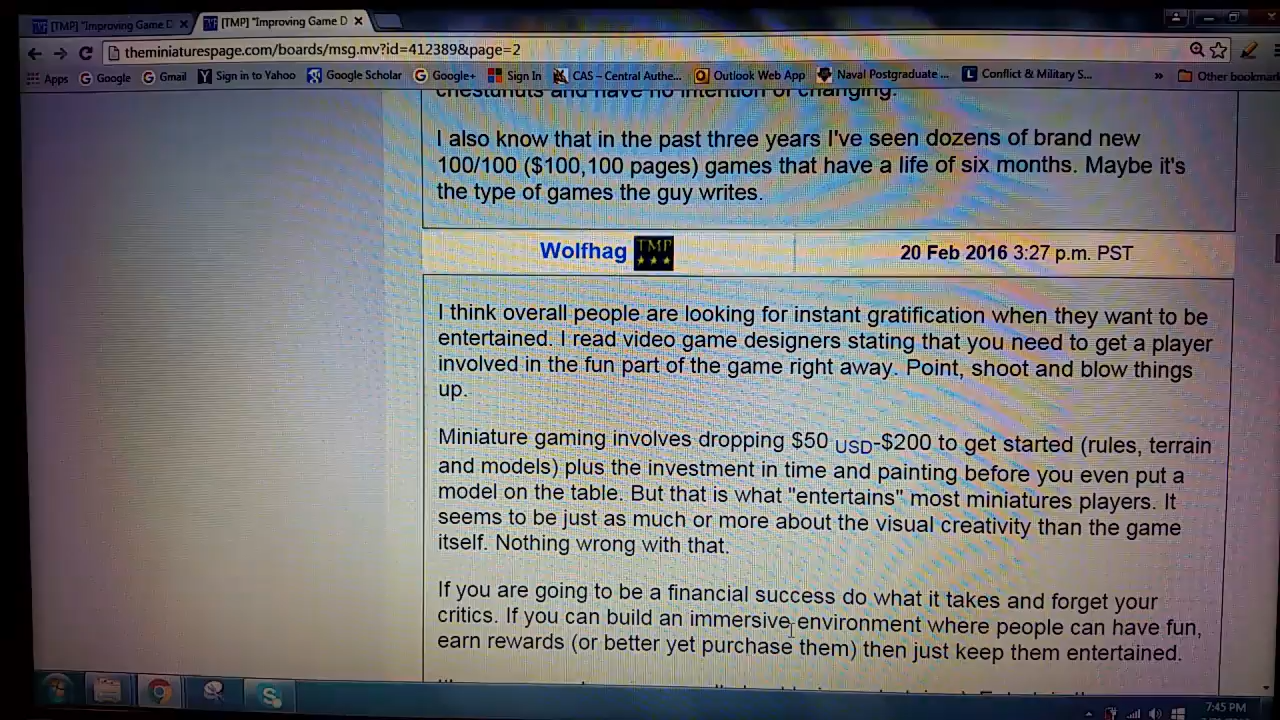 [TMP] "Improving Game D
[TMP] "Improving Game D
theminiaturespage.com/boards/msg.mv?id=412389&page=2
Apps Google Gmail Sign in to Yahoo Google Scholar Google+ Sign In CAS – Central Authe... Outlook Web App Naval Postgraduate ... Conflict & Military S... » Other bookmar
chestunuts and have no intention of changing.
I also know that in the past three years I've seen dozens of brand new
100/100 ($100,100 pages) games that have a life of six months. Maybe it's
the type of games the guy writes.
Wolfhag TMP 20 Feb 2016 3:27 p.m. PST
I think overall people are looking for instant gratification when they want to be
entertained. I read video game designers stating that you need to get a player
involved in the fun part of the game right away. Point, shoot and blow things
up.
Miniature gaming involves dropping $50 USD-$200 to get started (rules, terrain
and models) plus the investment in time and painting before you even put a
model on the table. But that is what "entertains" most miniatures players. It
seems to be just as much or more about the visual creativity than the game
itself. Nothing wrong with that.
If you are going to be a financial success do what it takes and forget your
critics. If you can build an immersive environment where people can have fun,
earn rewards (or better yet purchase them) then just keep them entertained.
7:45 PM